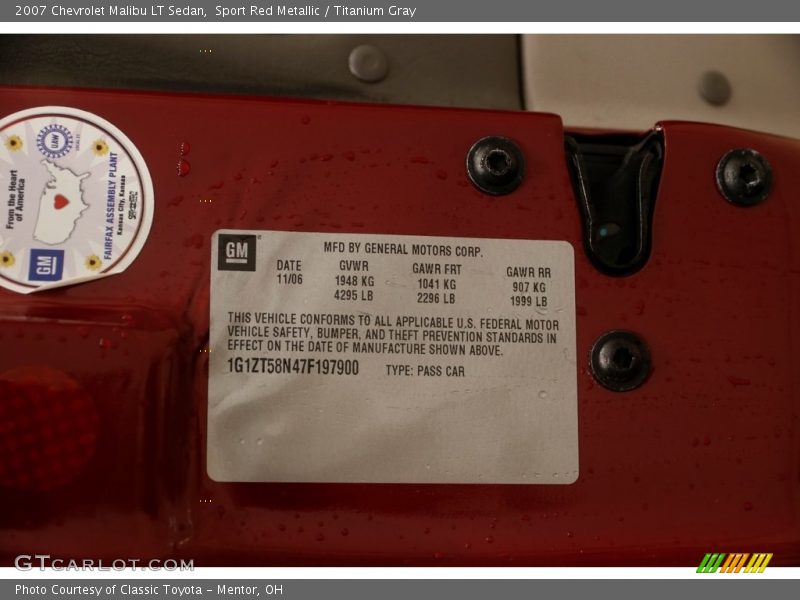 2007 Chevrolet Malibu LT Sedan, Sport Red Metallic / Titanium Gray
From the Heart
of America
UAW
FAIRFAX ASSEMBLY PLANT
Kansas City, Kansas
GM
GM
MFD BY GENERAL MOTORS CORP.
DATE GVWR GAWR FRT GAWR RR
11/06 1948 KG 1041 KG 907 KG
4295 LB 2296 LB 1999 LB
THIS VEHICLE CONFORMS TO ALL APPLICABLE U.S. FEDERAL MOTOR
VEHICLE SAFETY, BUMPER, AND THEFT PREVENTION STANDARDS IN
EFFECT ON THE DATE OF MANUFACTURE SHOWN ABOVE.
1G1ZT58N47F197900 TYPE: PASS CAR
GTCARLOT.COM
Photo Courtesy of Classic Toyota - Mentor, OH